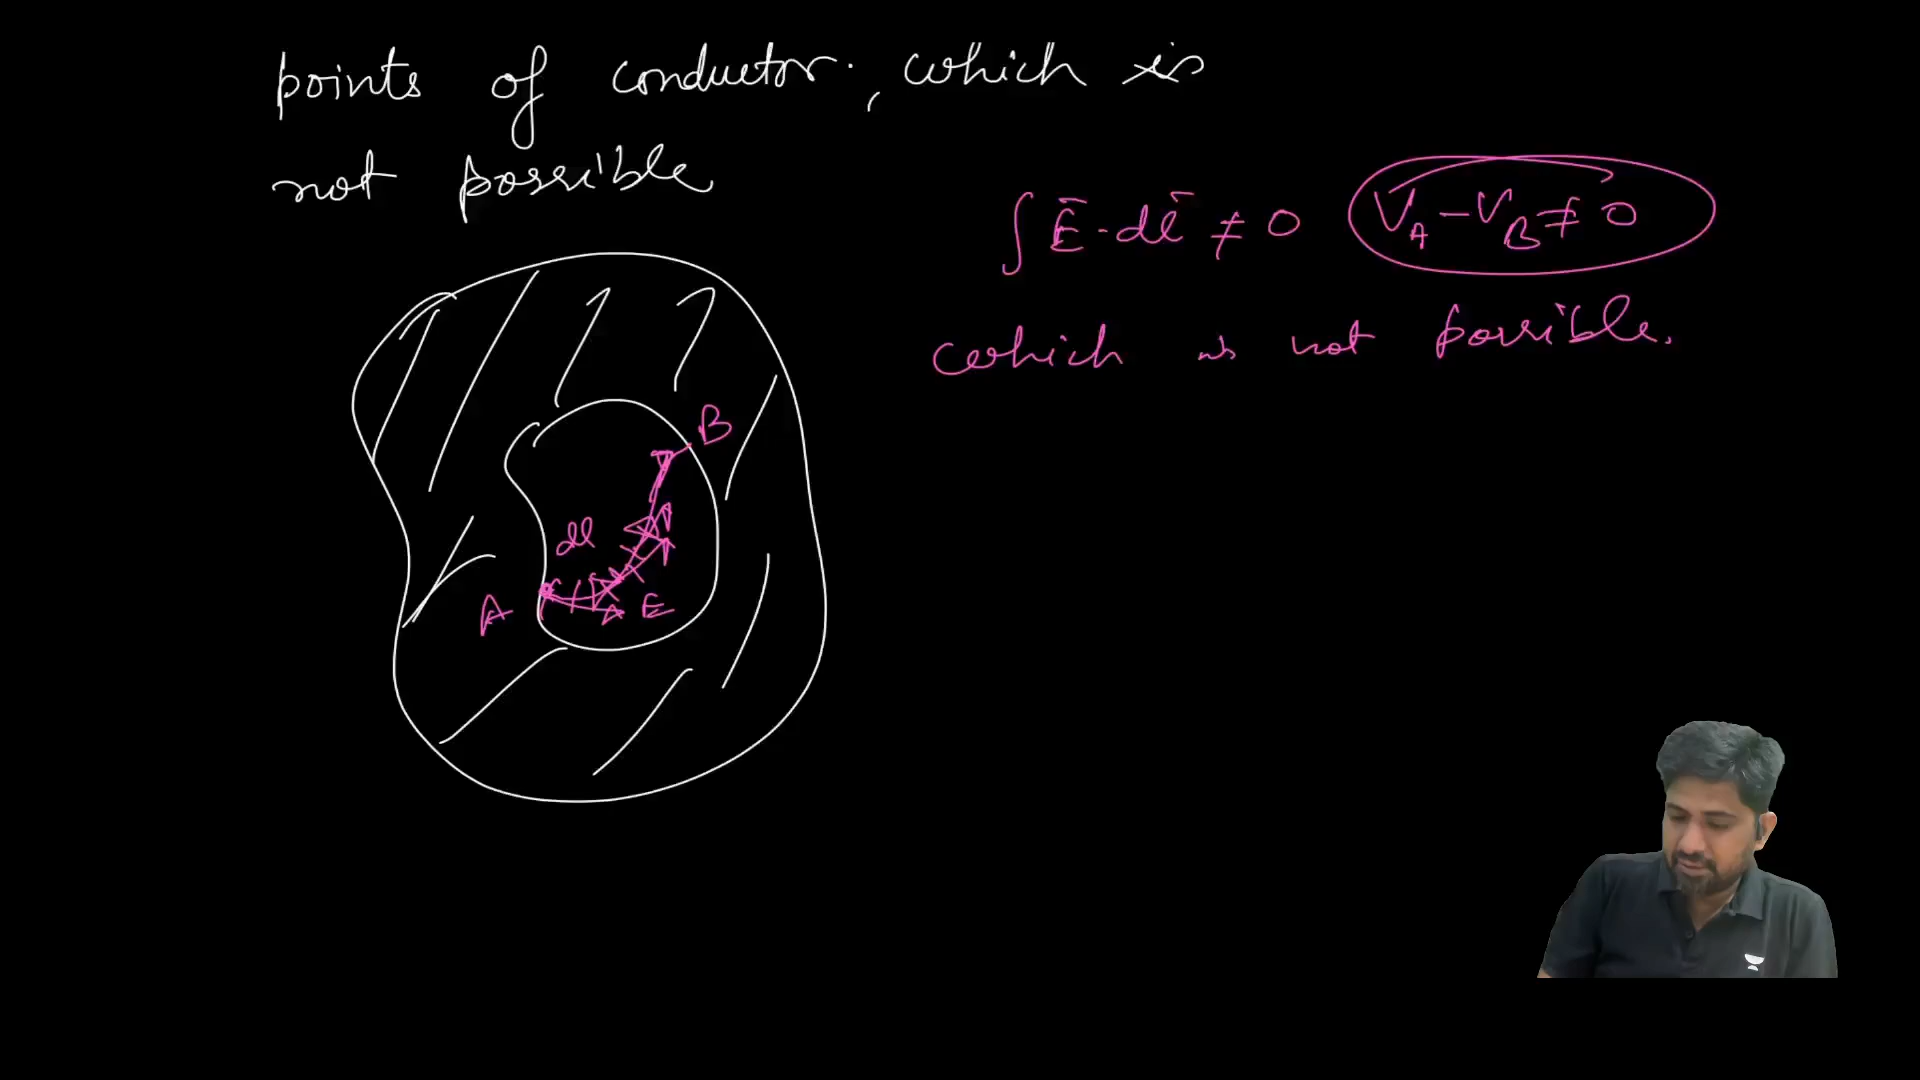 points of conductor. , which is
not possible
∫ Ē · dl̄ ≠ 0 V_A − V_B ≠ 0
which is not possible.
B
dl
A E